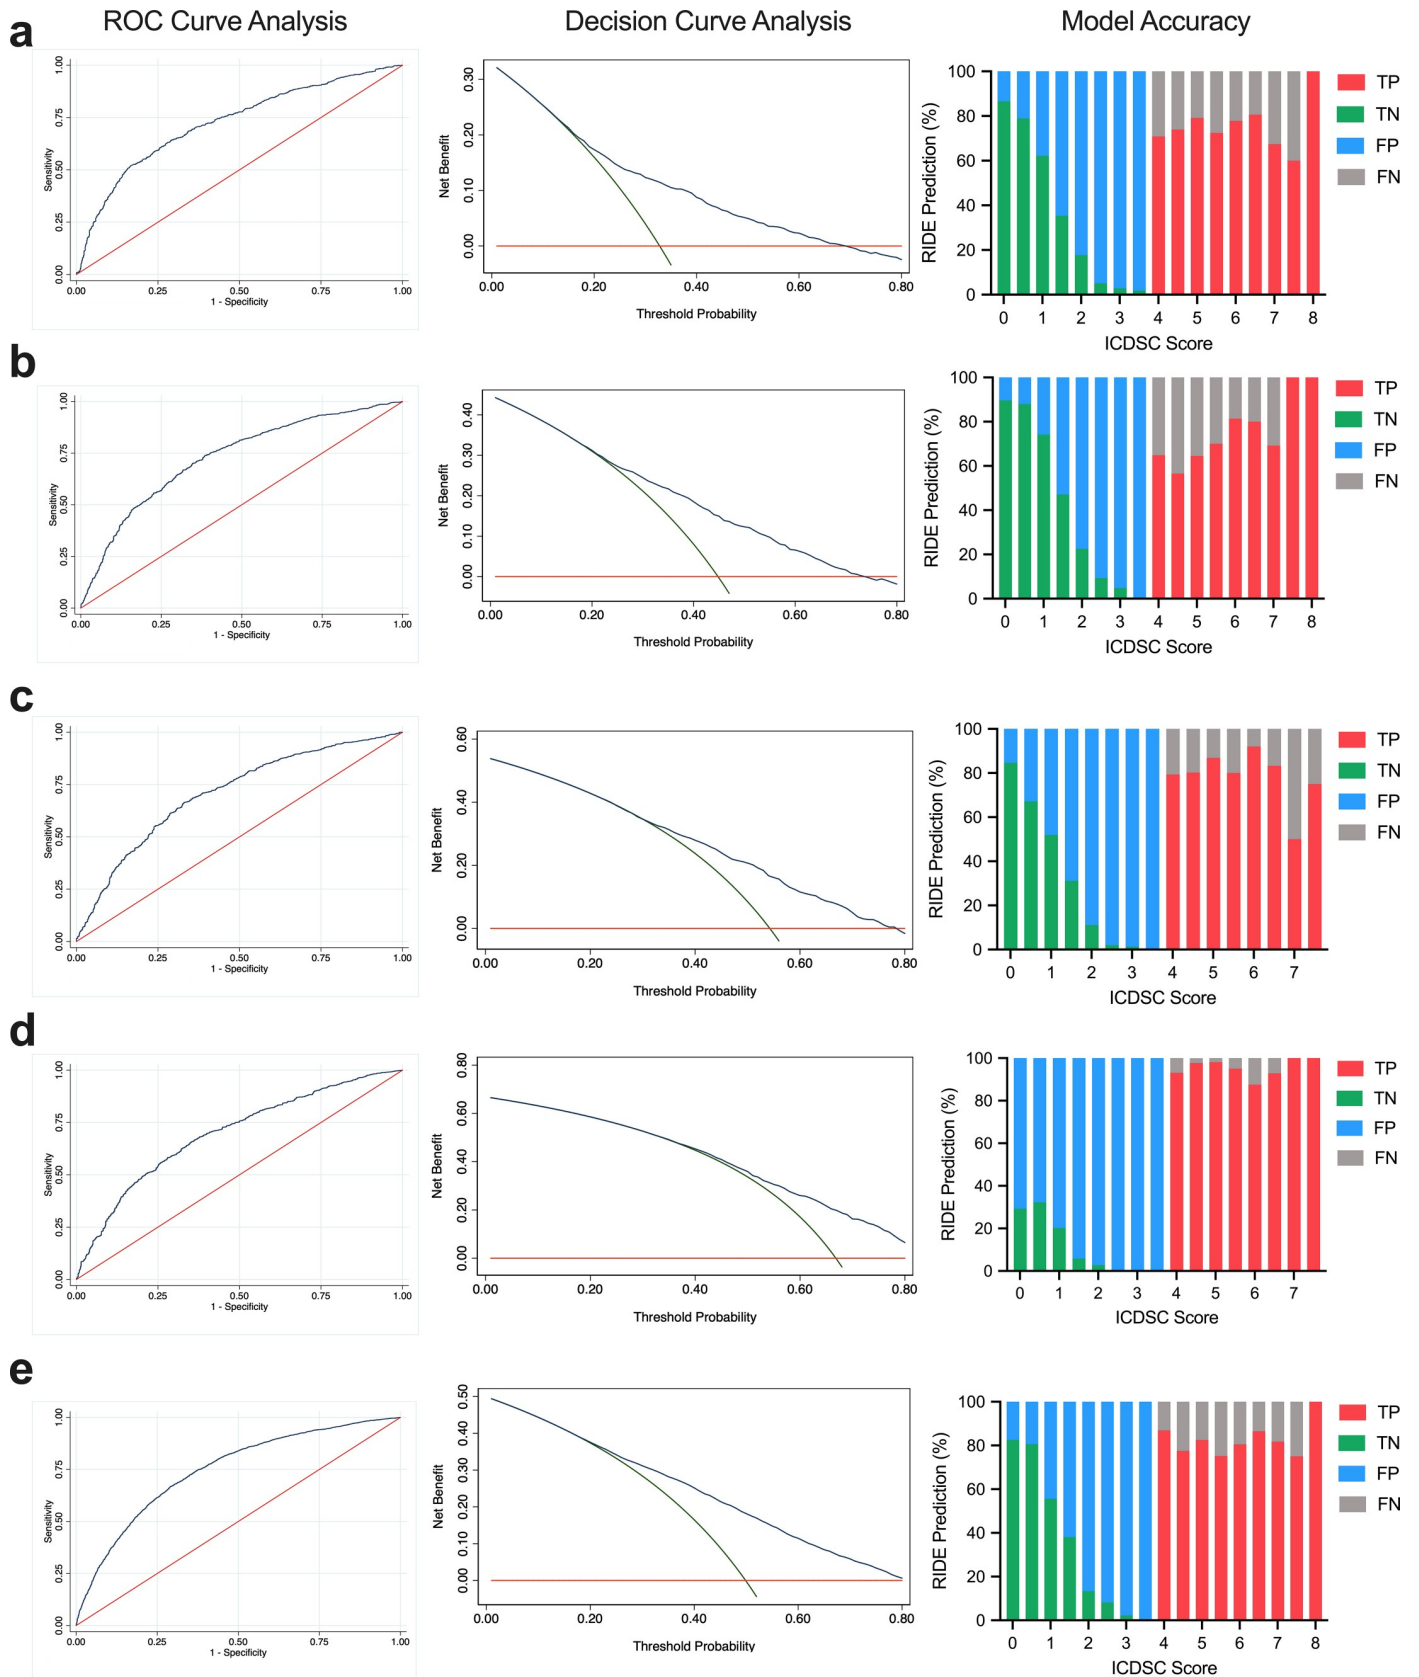 a
ROC Curve Analysis
Decision Curve Analysis
Model Accuracy
Sensitivity
0.00 0.25 0.50 0.75 1.00
0.00 0.25 0.50 0.75 1.00
1 - Specificity
Net Benefit
0.00 0.10 0.20 0.30
0.00 0.20 0.40 0.60 0.80
Threshold Probability
RIDE Prediction (%)
100
80
60
40
20
0
0 1 2 3 4 5 6 7 8
ICDSC Score
TP
TN
FP
FN
b
Sensitivity
0.00 0.25 0.50 0.75 1.00
0.00 0.25 0.50 0.75 1.00
1 - Specificity
Net Benefit
0.00 0.10 0.20 0.30 0.40
0.00 0.20 0.40 0.60 0.80
Threshold Probability
RIDE Prediction (%)
100
80
60
40
20
0
0 1 2 3 4 5 6 7 8
ICDSC Score
TP
TN
FP
FN
c
Sensitivity
0.00 0.25 0.50 0.75 1.00
0.00 0.25 0.50 0.75 1.00
1 - Specificity
Net Benefit
0.00 0.20 0.40 0.60
0.00 0.20 0.40 0.60 0.80
Threshold Probability
RIDE Prediction (%)
100
80
60
40
20
0
0 1 2 3 4 5 6 7
ICDSC Score
TP
TN
FP
FN
d
Sensitivity
0.00 0.25 0.50 0.75 1.00
0.00 0.25 0.50 0.75 1.00
1 - Specificity
Net Benefit
0.00 0.20 0.40 0.60 0.80
0.00 0.20 0.40 0.60 0.80
Threshold Probability
RIDE Prediction (%)
100
80
60
40
20
0
0 1 2 3 4 5 6 7
ICDSC Score
TP
TN
FP
FN
e
Sensitivity
0.00 0.25 0.50 0.75 1.00
0.00 0.25 0.50 0.75 1.00
1 - Specificity
Net Benefit
0.00 0.10 0.20 0.30 0.40 0.50
0.00 0.20 0.40 0.60 0.80
Threshold Probability
RIDE Prediction (%)
100
80
60
40
20
0
0 1 2 3 4 5 6 7 8
ICDSC Score
TP
TN
FP
FN